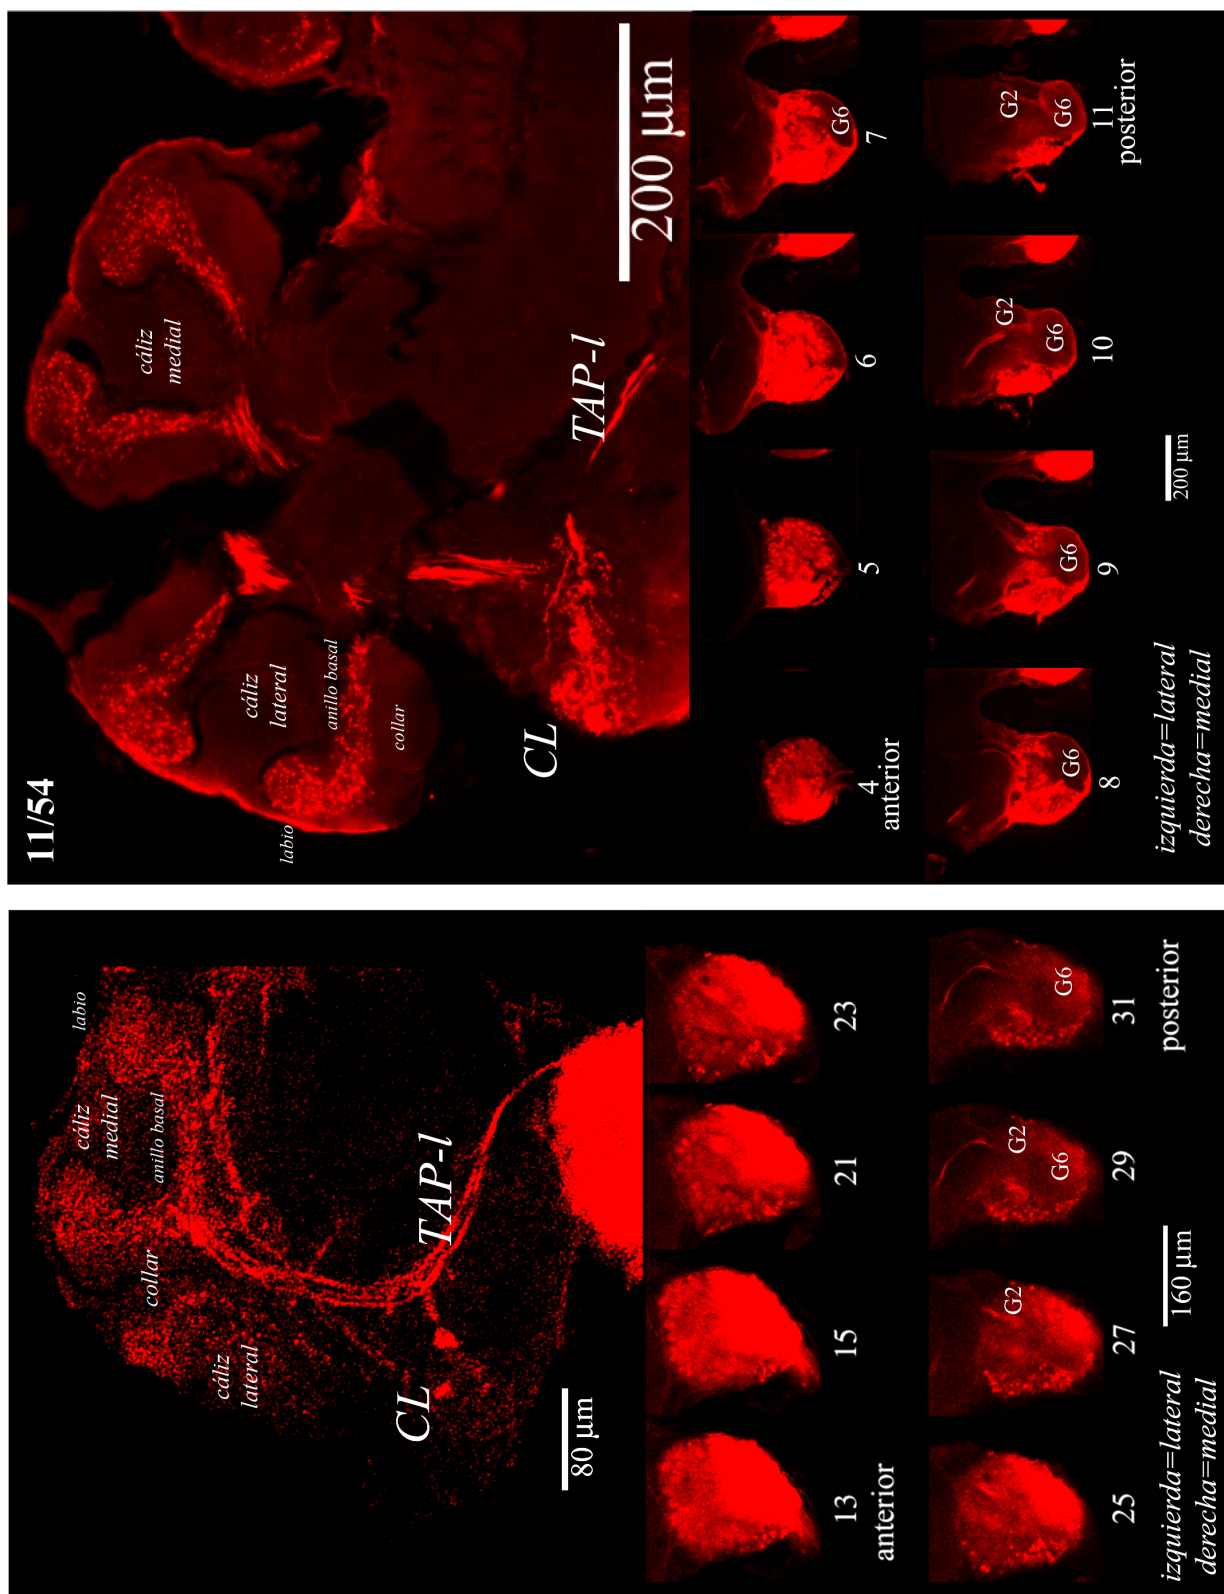 labio
cáliz
medial
collar
anillo basal
cáliz
lateral
CL
TAP-l
80 µm
13
15
21
23
anterior
G2
G2
G6
G6
25
27
29
31
posterior
160 µm
izquierda=lateral
derecha=medial
11/54
cáliz
medial
cáliz
lateral
labio
anillo basal
collar
CL
TAP-l
200 µm
G6
4
5
6
7
anterior
G6
G6
G2
G6
G2
G6
8
9
10
11
posterior
200 µm
izquierda=lateral
derecha=medial